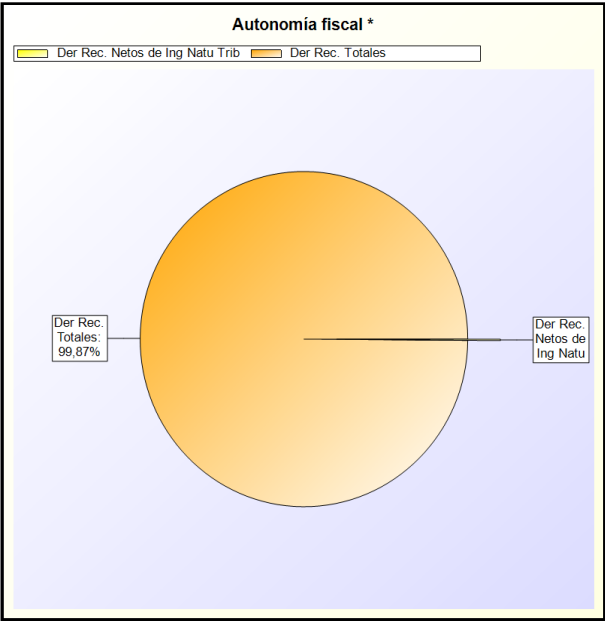 Autonomía fiscal *
Der Rec. Netos de Ing Natu Trib Der Rec. Totales
Der Rec.
Totales:
99,87%
Der Rec.
Netos de
Ing Natu